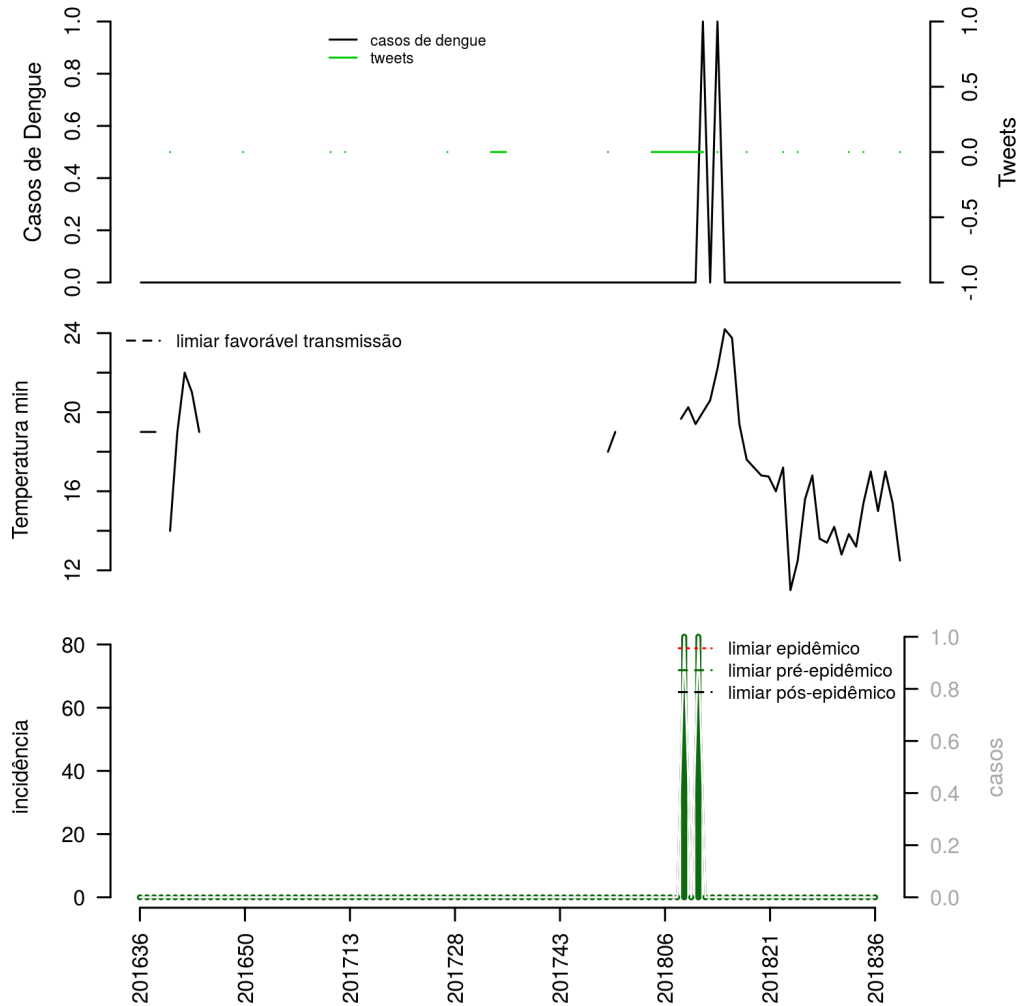 casos de dengue
tweets
Casos de Dengue
0.0 0.2 0.4 0.6 0.8 1.0
-1.0 -0.5 0.0 0.5 1.0
Tweets
limiar favorável transmissão
Temperatura min
12 16 20 24
limiar epidêmico
limiar pré-epidêmico
limiar pós-epidêmico
incidência
80
60
40
20
0
1.0
0.8
0.6
0.4
0.2
0.0
casos
201636 201650 201713 201728 201743 201806 201821 201836